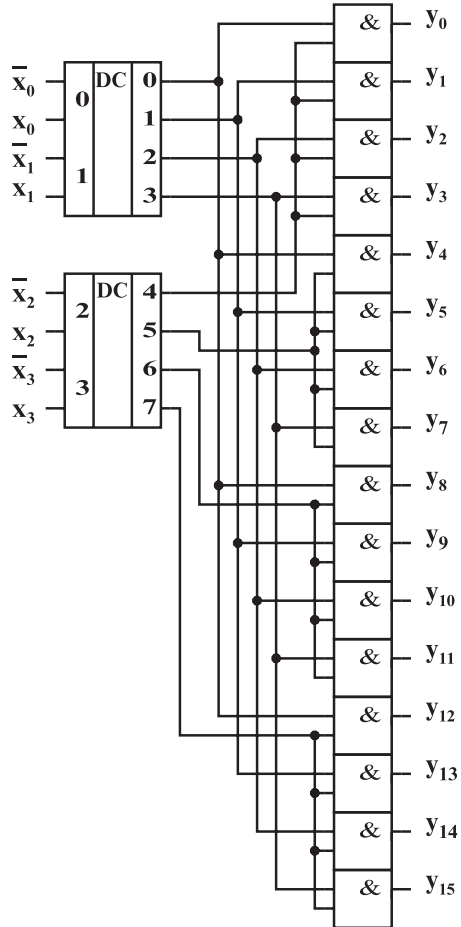 & y₀
x̅₀ 0 DC 0 & y₁
x₀ 1
x̅₁ 1 2 & y₂
x₁ 3 & y₃
& y₄
x̅₂ 2 DC 4 & y₅
x₂ 5
x̅₃ 3 6 & y₆
x₃ 7 & y₇
& y₈
& y₉
& y₁₀
& y₁₁
& y₁₂
& y₁₃
& y₁₄
& y₁₅